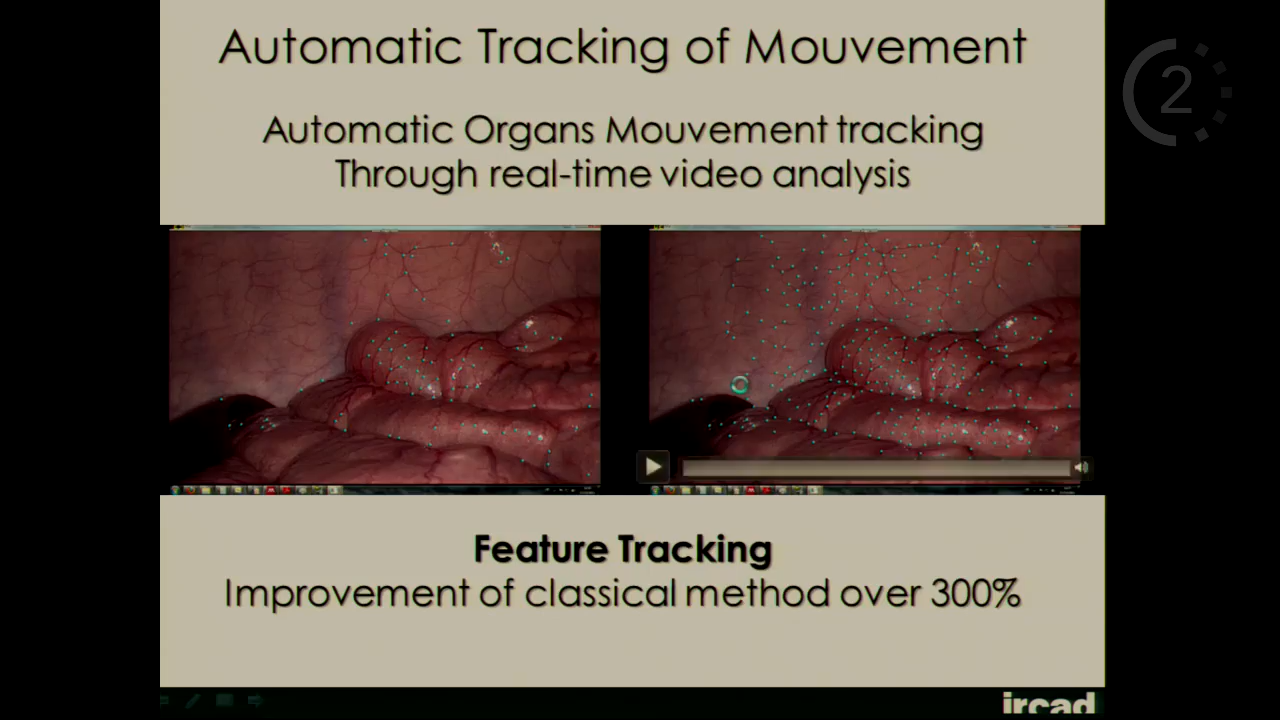 Automatic Tracking of Mouvement
2
Automatic Organs Mouvement tracking
Through real-time video analysis
Feature Tracking
Improvement of classical method over 300%
ircad